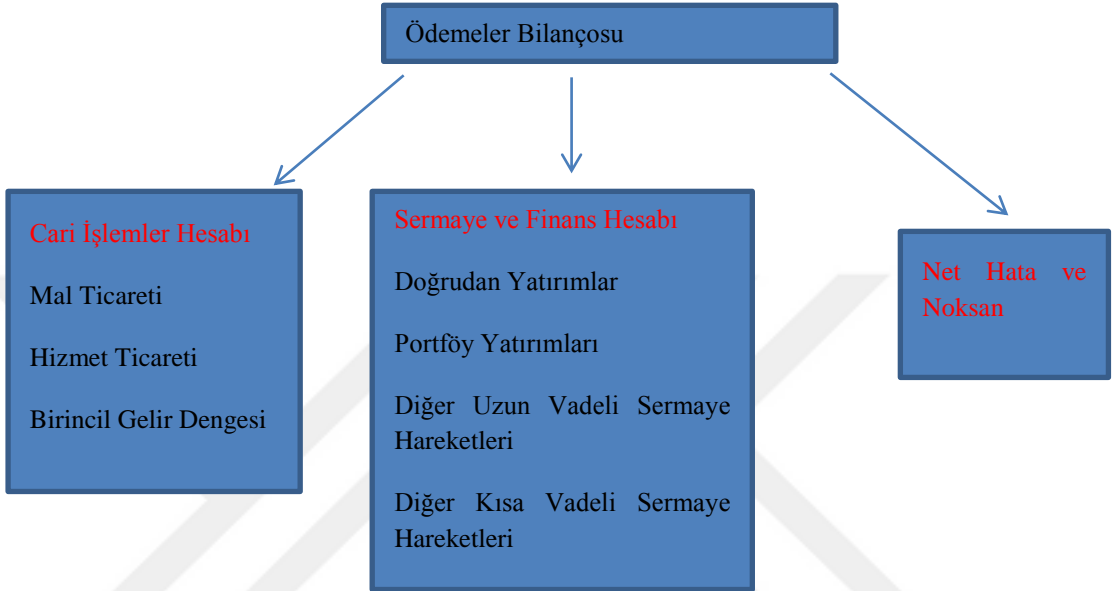 Ödemeler Bilançosu
Cari İşlemler Hesabı
Mal Ticareti
Hizmet Ticareti
Birincil Gelir Dengesi
Sermaye ve Finans Hesabı
Doğrudan Yatırımlar
Portföy Yatırımları
Diğer Uzun Vadeli Sermaye
Hareketleri
Diğer Kısa Vadeli Sermaye
Hareketleri
Net Hata ve
Noksan